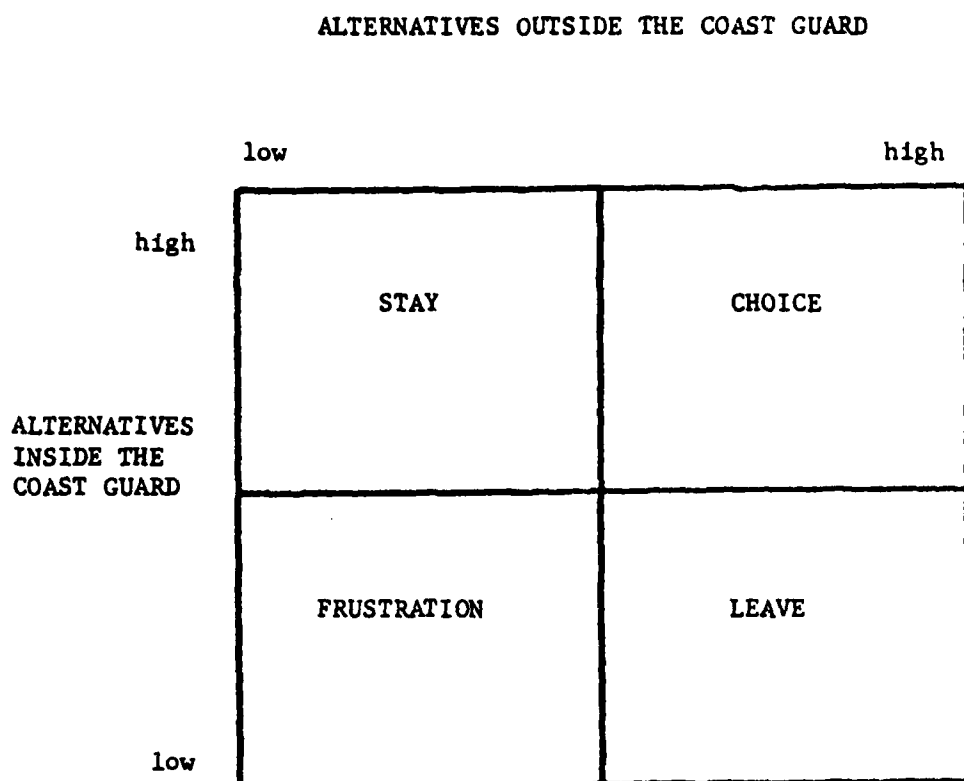 ALTERNATIVES OUTSIDE THE COAST GUARD
low high
high
STAY CHOICE
ALTERNATIVES
INSIDE THE
COAST GUARD
FRUSTRATION LEAVE
low